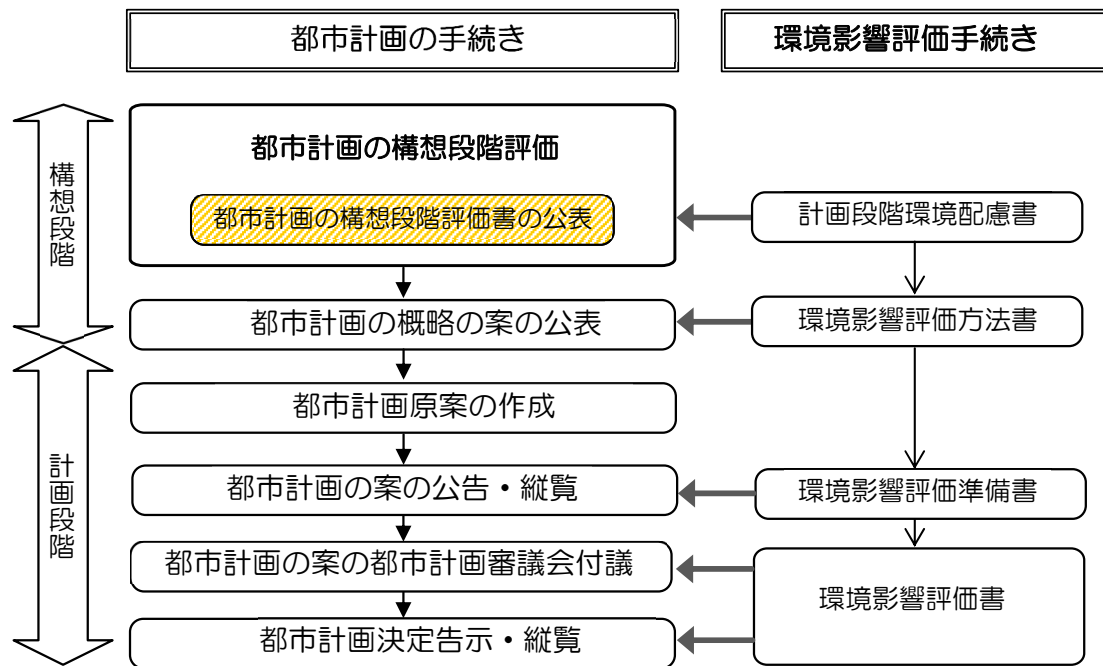 都市計画の手続き
環境影響評価手続き
構想段階
都市計画の構想段階評価
都市計画の構想段階評価書の公表
計画段階環境配慮書
都市計画の概略の案の公表
環境影響評価方法書
計画段階
都市計画原案の作成
都市計画の案の公告・縦覧
環境影響評価準備書
都市計画の案の都市計画審議会付議
環境影響評価書
都市計画決定告示・縦覧